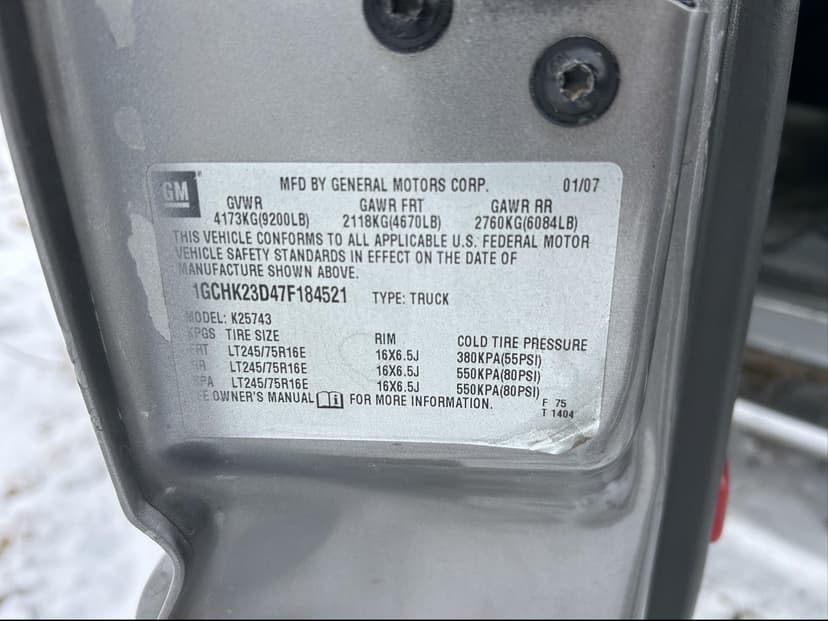 GM
MFD BY GENERAL MOTORS CORP. 01/07
GVWR GAWR FRT GAWR RR
4173KG(9200LB) 2118KG(4670LB) 2760KG(6084LB)
THIS VEHICLE CONFORMS TO ALL APPLICABLE U.S. FEDERAL MOTOR
VEHICLE SAFETY STANDARDS IN EFFECT ON THE DATE OF
MANUFACTURE SHOWN ABOVE.
1GCHK23D47F184521 TYPE: TRUCK
MODEL: K25743
TIRE SIZE RIM COLD TIRE PRESSURE
FRT LT245/75R16E 16X6.5J 380KPA(55PSI)
RR LT245/75R16E 16X6.5J 550KPA(80PSI)
LT245/75R16E 16X6.5J 550KPA(80PSI)
OWNER'S MANUAL FOR MORE INFORMATION.
F 75
T 1404